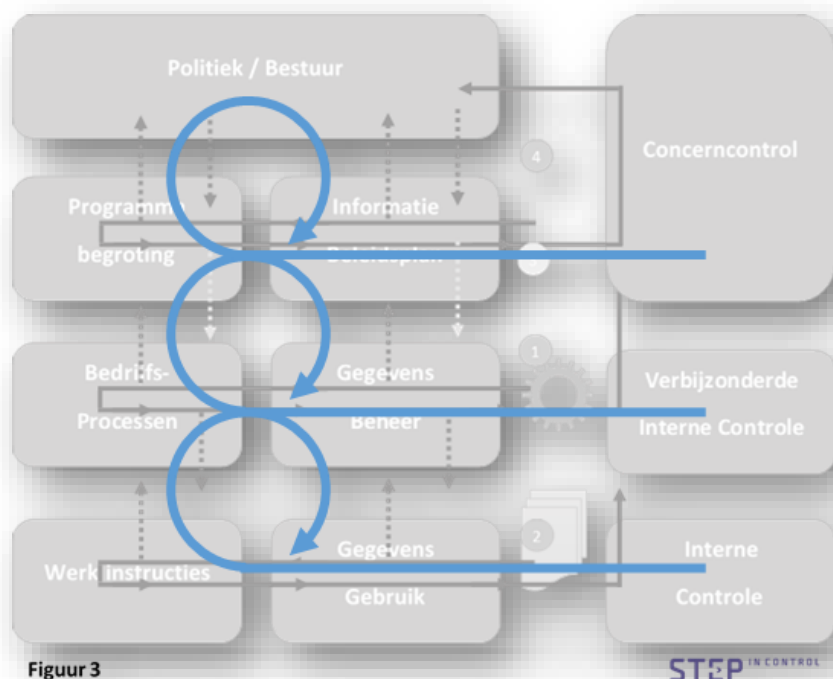 Politiek / Bestuur
Concerncontrol
4
Programma
begroting
Informatie
Beleidsplan
3
Bedrijfs-
Processen
Gegevens
Beheer
1
Verbijzonderde
Interne Controle
Werk instructies
Gegevens
Gebruik
2
Interne
Controle
Figuur 3
STEP IN CONTROL